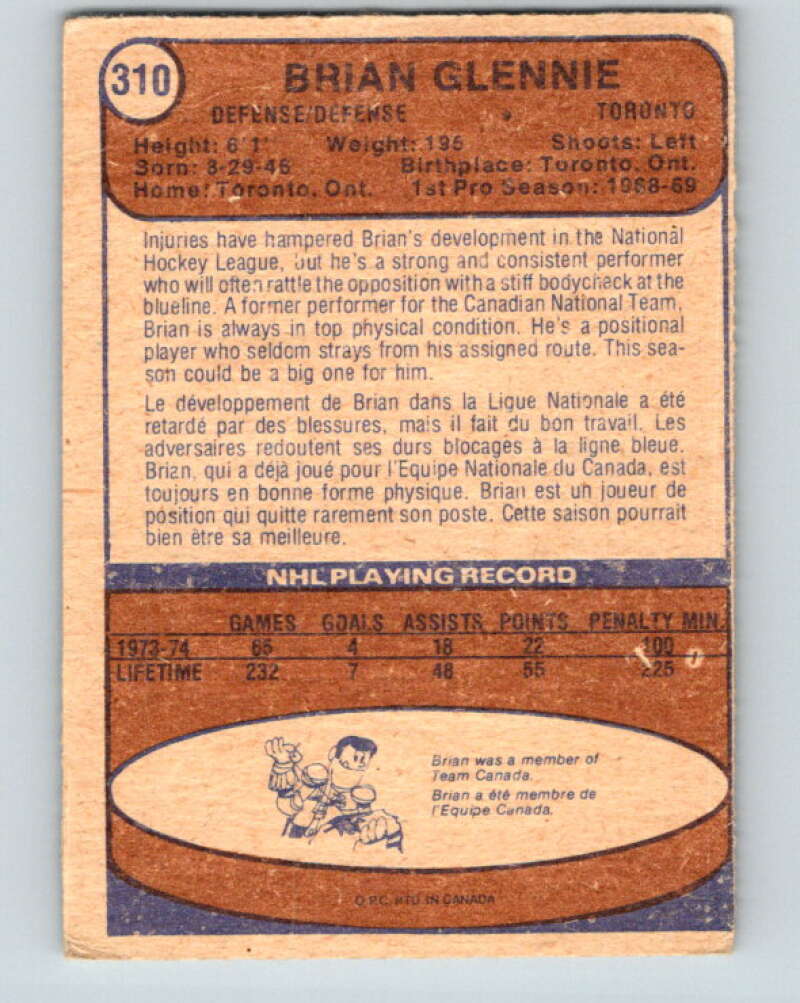 310
BRIAN GLENNIE
DEFENSE/DEFENSE TORONTO
Height: 6'1" Weight: 195 Shoots: Left
Born: 8-29-46 Birthplace: Toronto, Ont.
Home: Toronto, Ont. 1st Pro Season: 1968-69
Injuries have hampered Brian's development in the National
Hockey League, but he's a strong and consistent performer
who will often rattle the opposition with a stiff bodycheck at the
blueline. A former performer for the Canadian National Team,
Brian is always in top physical condition. He's a positional
player who seldom strays from his assigned route. This sea-
son could be a big one for him.
Le développement de Brian dans la Ligue Nationale a été
retardé par des blessures, mais il fait du bon travail. Les
adversaires redoutent ses durs blocages à la ligne bleue.
Brian, qui a déjà joué pour l'Equipe Nationale du Canada, est
toujours en bonne forme physique. Brian est un joueur de
position qui quitte rarement son poste. Cette saison pourrait
bien être sa meilleure.
NHL PLAYING RECORD
GAMES GOALS ASSISTS POINTS PENALTY MIN.
1973-74 65 4 18 22 100
LIFETIME 232 7 48 55 225
Brian was a member of
Team Canada.
Brian a été membre de
l'Equipe Canada.
O.P.C. PTD IN CANADA